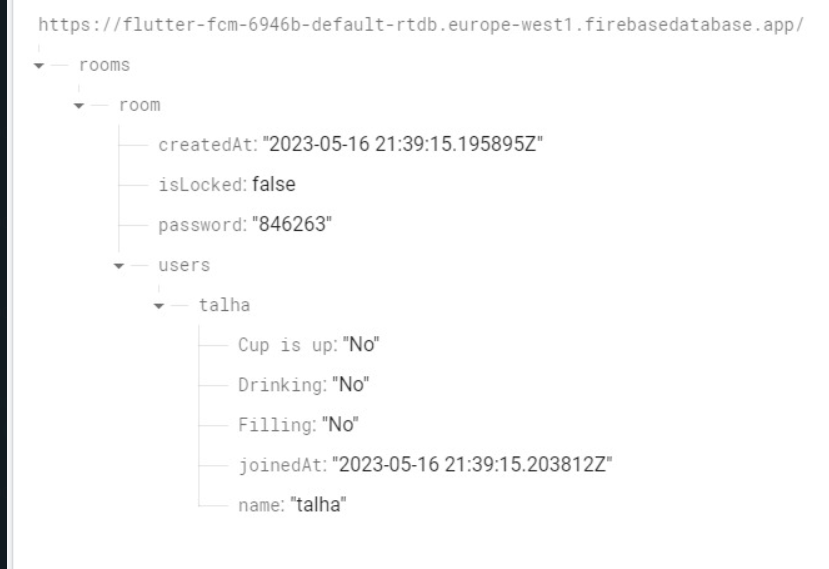 https://flutter-fcm-6946b-default-rtdb.europe-west1.firebasedatabase.app/
rooms
room
createdAt: "2023-05-16 21:39:15.195895Z"
isLocked: false
password: "846263"
users
talha
Cup is up: "No"
Drinking: "No"
Filling: "No"
joinedAt: "2023-05-16 21:39:15.203812Z"
name: "talha"